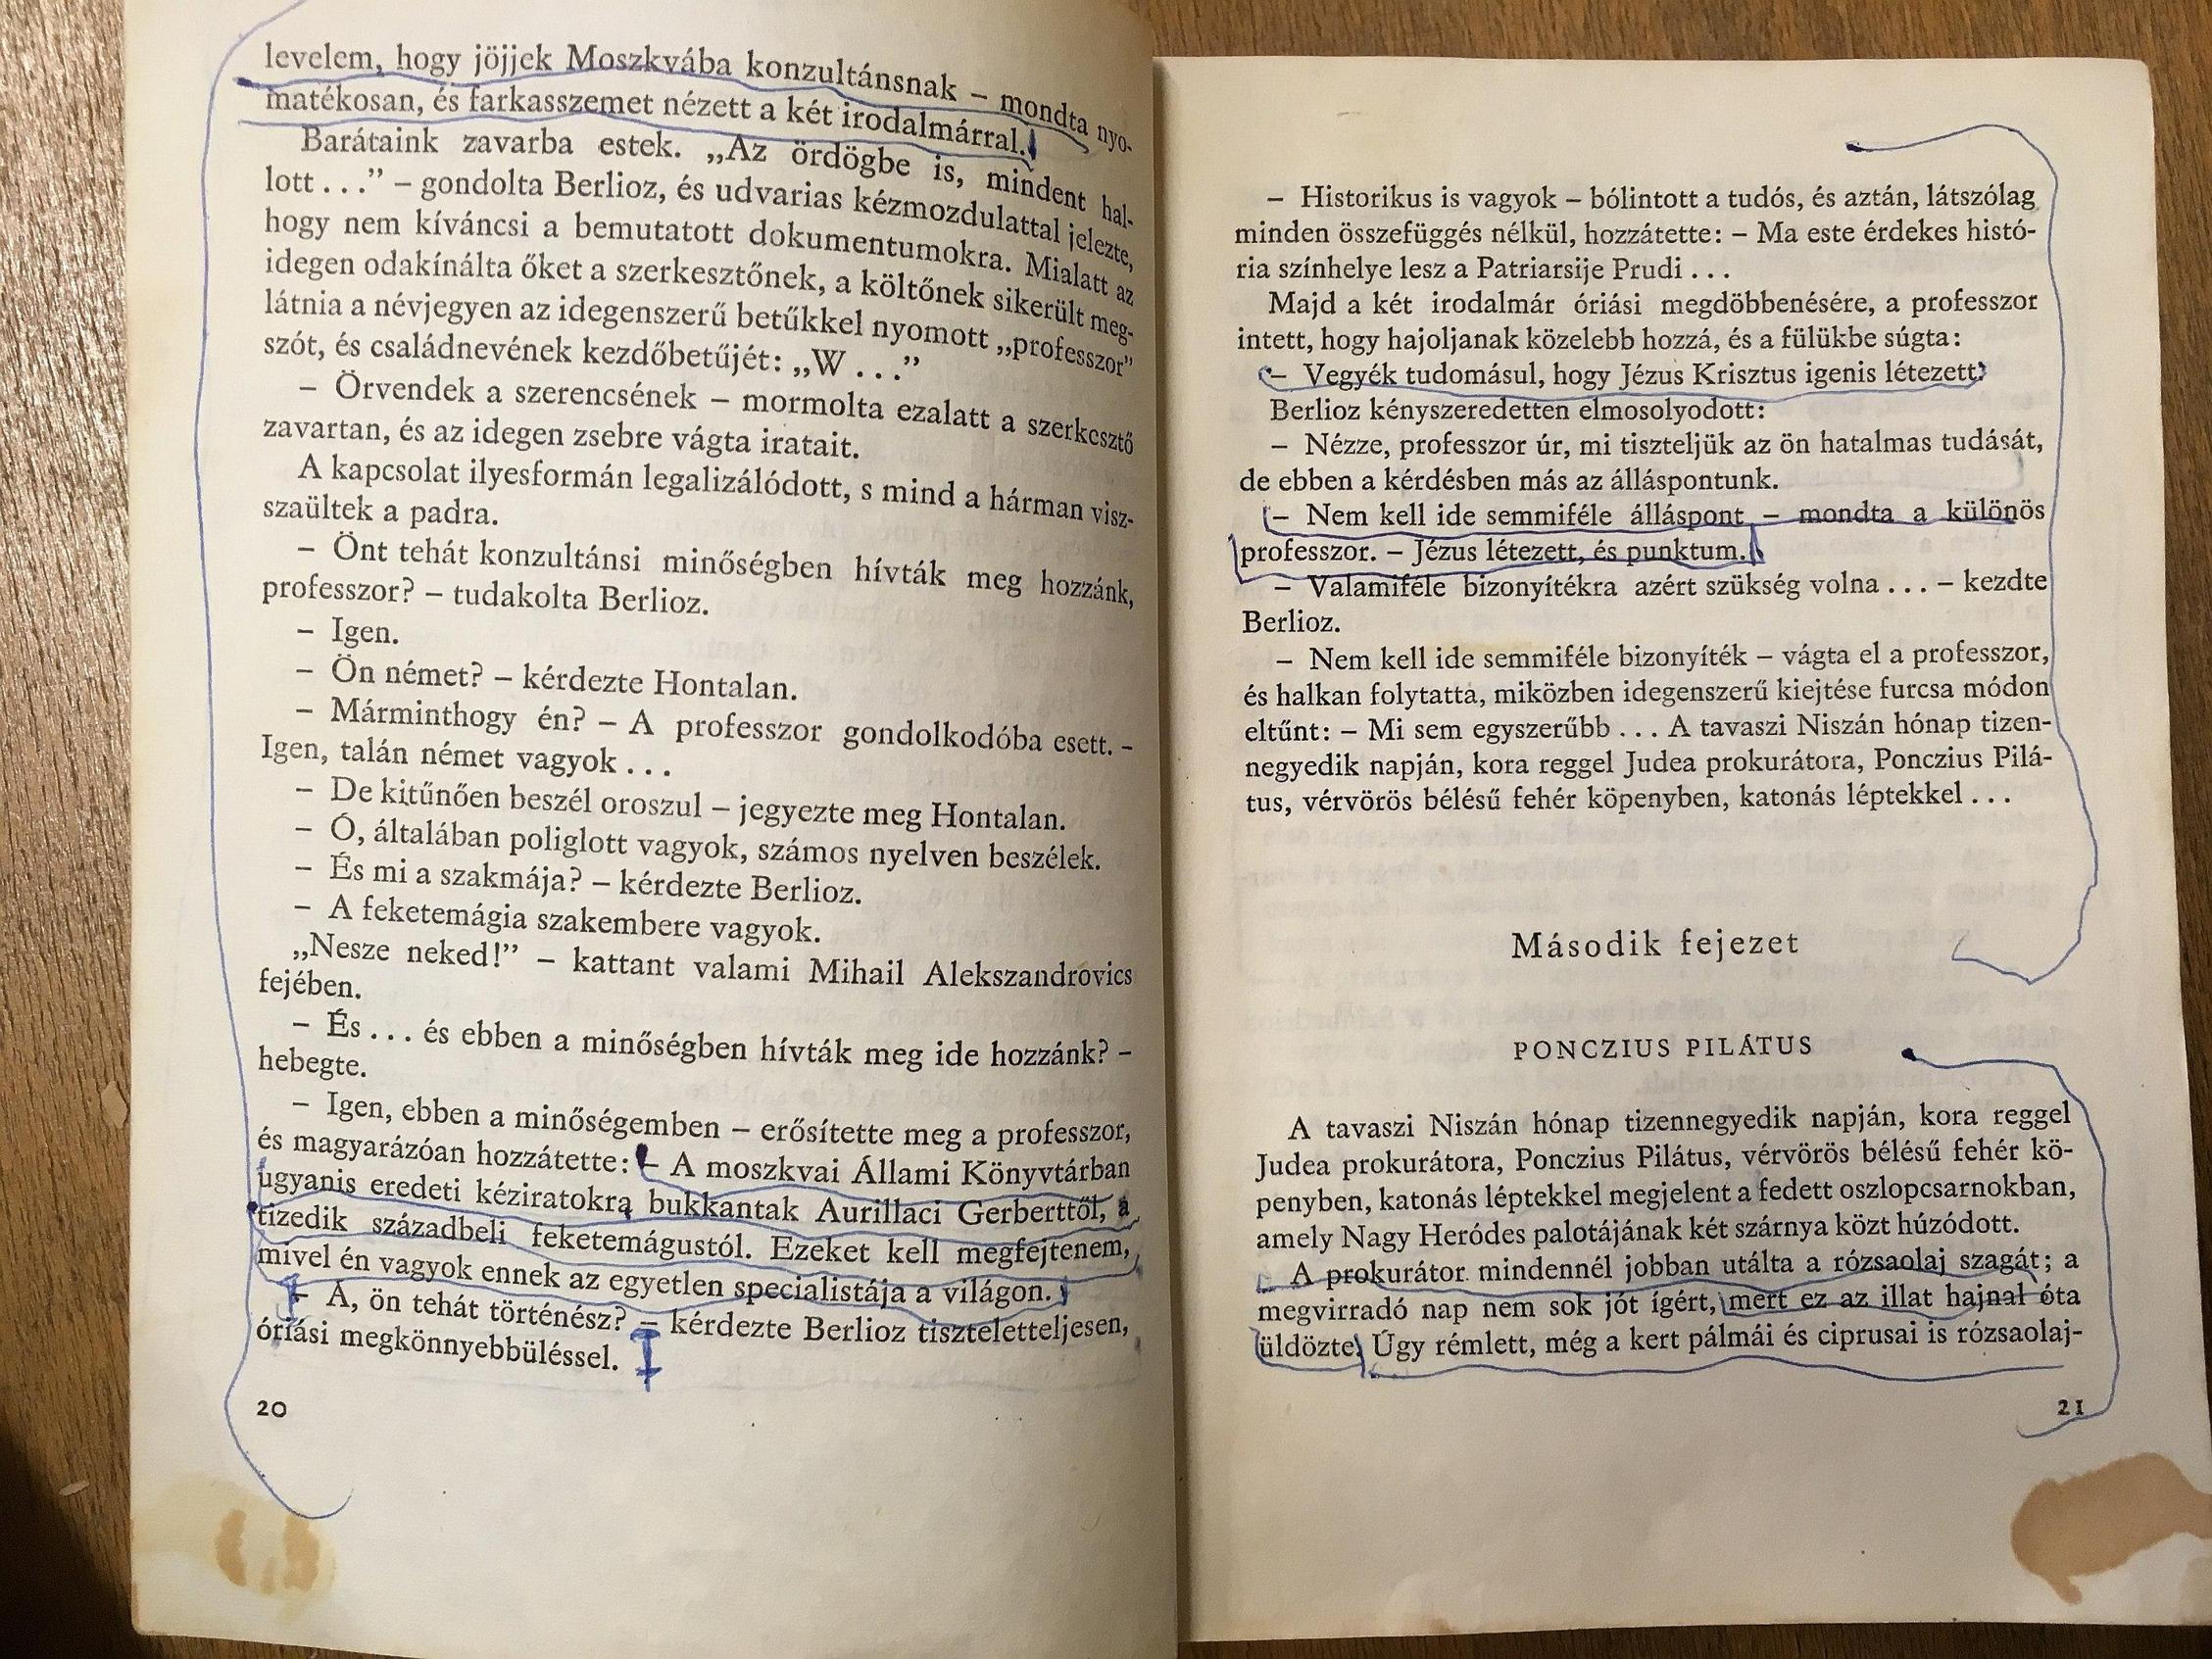 levelem, hogy jöjjek Moszkvába konzultánsnak – mondta nyo-
matékosan, és farkasszemet nézett a két irodalmárral.
Barátaink zavarba estek. „Az ördögbe is, mindent hal-
lott . . .” – gondolta Berlioz, és udvarias kézmozdulattal jelezte,
hogy nem kíváncsi a bemutatott dokumentumokra. Mialatt az
idegen odakínálta őket a szerkesztőnek, a költőnek sikerült meg-
látnia a névjegyen az idegenszerű betűkkel nyomott „professzor”
szót, és családnevének kezdőbetűjét: „W . . .”
– Örvendek a szerencsének – mormolta ezalatt a szerkesztő
zavartan, és az idegen zsebre vágta iratait.
A kapcsolat ilyesformán legalizálódott, s mind a hárman visz-
szaültek a padra.
– Önt tehát konzultánsi minőségben hívták meg hozzánk,
professzor? – tudakolta Berlioz.
– Igen.
– Ön német? – kérdezte Hontalan.
– Márminthogy én? – A professzor gondolkodóba esett. –
Igen, talán német vagyok . . .
– De kitűnően beszél oroszul – jegyezte meg Hontalan.
– Ó, általában poliglott vagyok, számos nyelven beszélek.
– És mi a szakmája? – kérdezte Berlioz.
– A feketemágia szakembere vagyok.
„Nesze neked!” – kattant valami Mihail Alekszandrovics
fejében.
– És . . . és ebben a minőségben hívták meg ide hozzánk? –
hebegte.
– Igen, ebben a minőségemben – erősítette meg a professzor,
és magyarázóan hozzátette: – A moszkvai Állami Könyvtárban
ugyanis eredeti kéziratokra bukkantak Aurillaci Gerberttől, a
tizedik századbeli feketemágustól. Ezeket kell megfejtenem,
mivel én vagyok ennek az egyetlen specialistája a világon.
– Á, ön tehát történész? – kérdezte Berlioz tiszteletteljesen,
óriási megkönnyebbüléssel.
20
– Historikus is vagyok – bólintott a tudós, és aztán, látszólag
minden összefüggés nélkül, hozzátette: – Ma este érdekes histó-
ria színhelye lesz a Patriarsije Prudi . . .
Majd a két irodalmár óriási megdöbbenésére, a professzor
intett, hogy hajoljanak közelebb hozzá, és a fülükbe súgta:
– Vegyék tudomásul, hogy Jézus Krisztus igenis létezett.
Berlioz kényszeredetten elmosolyodott:
– Nézze, professzor úr, mi tiszteljük az ön hatalmas tudását,
de ebben a kérdésben más az álláspontunk.
– Nem kell ide semmiféle álláspont – mondta a különös
professzor. – Jézus létezett, és punktum.
– Valamiféle bizonyítékra azért szükség volna . . . – kezdte
Berlioz.
– Nem kell ide semmiféle bizonyíték – vágta el a professzor,
és halkan folytatta, miközben idegenszerű kiejtése furcsa módon
eltűnt: – Mi sem egyszerűbb . . . A tavaszi Niszán hónap tizen-
negyedik napján, kora reggel Judea prokurátora, Ponczius Pilá-
tus, vérvörös bélésű fehér köpenyben, katonás léptekkel . . .
Második fejezet
PONCZIUS PILÁTUS
A tavaszi Niszán hónap tizennegyedik napján, kora reggel
Judea prokurátora, Ponczius Pilátus, vérvörös bélésű fehér kö-
penyben, katonás léptekkel megjelent a fedett oszlopcsarnokban,
amely Nagy Heródes palotájának két szárnya közt húzódott.
A prokurátor mindennél jobban utálta a rózsaolaj szagát; a
megvirradó nap nem sok jót ígért, mert ez az illat hajnal óta
üldözte. Úgy rémlett, még a kert pálmái és ciprusai is rózsaolaj-
21